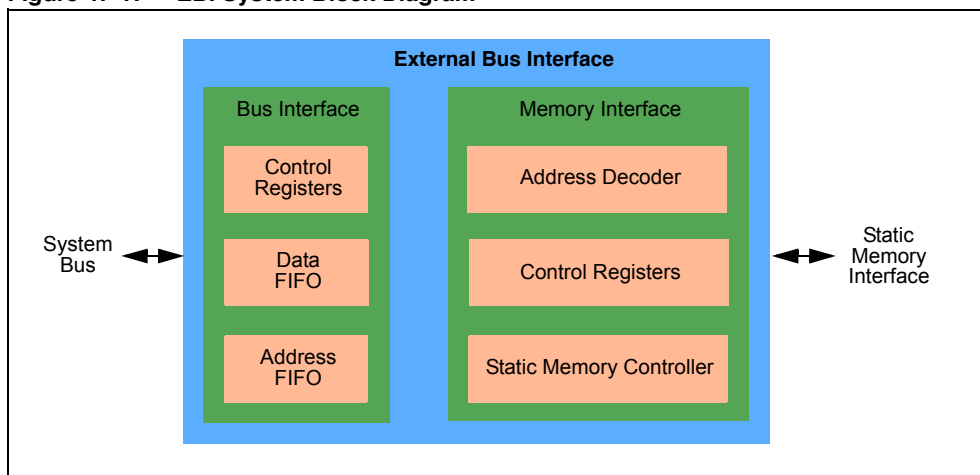 External Bus Interface
Bus Interface
Control
Registers
Data
FIFO
Address
FIFO
Memory Interface
Address Decoder
Control Registers
Static Memory Controller
System
Bus
Static
Memory
Interface